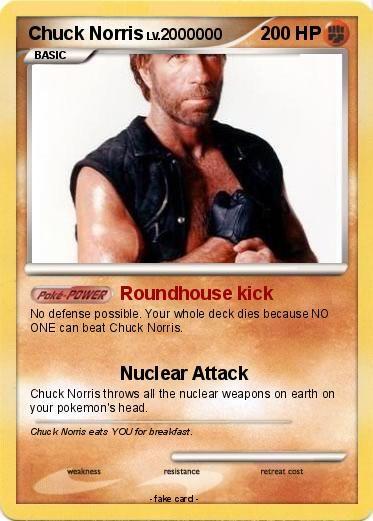 Chuck Norris LV.2000000 200 HP
BASIC
Poké-POWER Roundhouse kick
No defense possible. Your whole deck dies because NO
ONE can beat Chuck Norris.
Nuclear Attack
Chuck Norris throws all the nuclear weapons on earth on
your pokemon's head.
Chuck Norris eats YOU for breakfast.
weakness resistance retreat cost
- fake card -